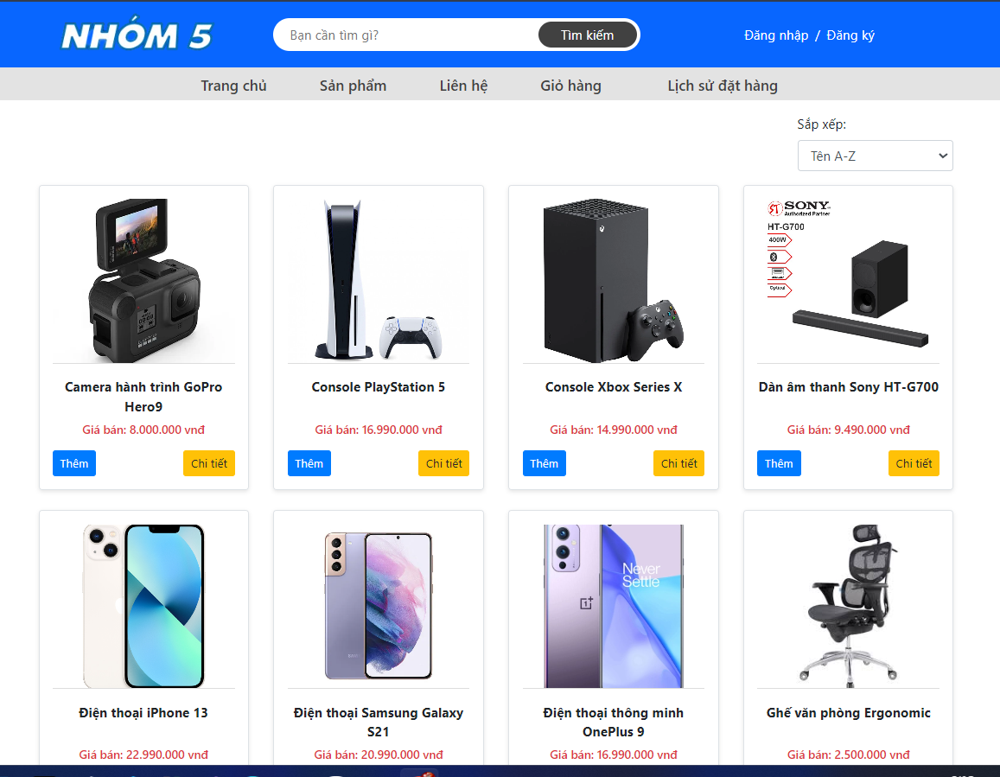 NHÓM 5
Bạn cần tìm gì?
Tìm kiếm
Đăng nhập / Đăng ký
Trang chủ
Sản phẩm
Liên hệ
Giỏ hàng
Lịch sử đặt hàng
Sắp xếp:
Tên A-Z
SONY
Authorized Partner
HT-G700
400W
Optical
Camera hành trình GoPro
Hero9
Giá bán: 8.000.000 vnđ
Thêm
Chi tiết
Console PlayStation 5
Giá bán: 16.990.000 vnđ
Thêm
Chi tiết
Console Xbox Series X
Giá bán: 14.990.000 vnđ
Thêm
Chi tiết
Dàn âm thanh Sony HT-G700
Giá bán: 9.490.000 vnđ
Thêm
Chi tiết
Never
Settle
Điện thoại iPhone 13
Giá bán: 22.990.000 vnđ
Điện thoại Samsung Galaxy
S21
Giá bán: 20.990.000 vnđ
Điện thoại thông minh
OnePlus 9
Giá bán: 16.990.000 vnđ
Ghế văn phòng Ergonomic
Giá bán: 2.500.000 vnđ